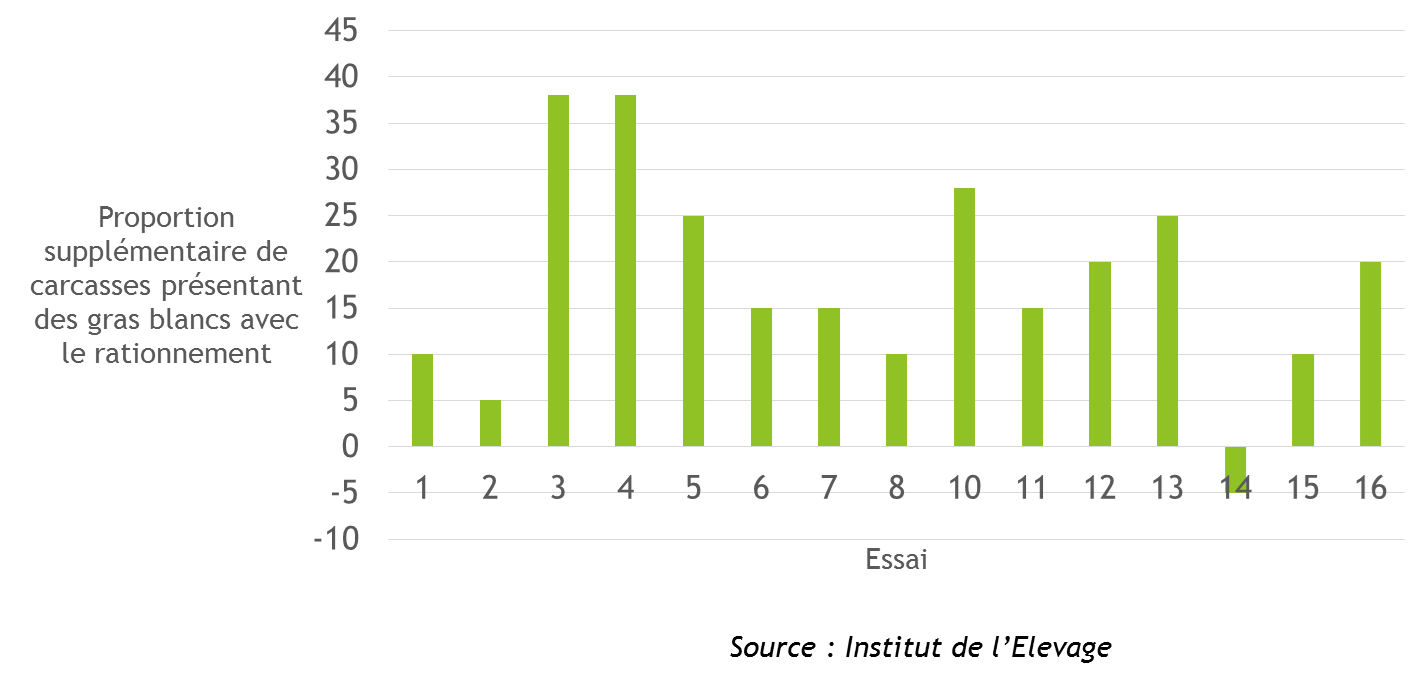 45
40
35
30
25
20
15
10
5
0
-5
-10
Proportion
supplémentaire de
carcasses présentant
des gras blancs avec
le rationnement
1 2 3 4 5 6 7 8 10 11 12 13 14 15 16
Essai
Source : Institut de l’Elevage